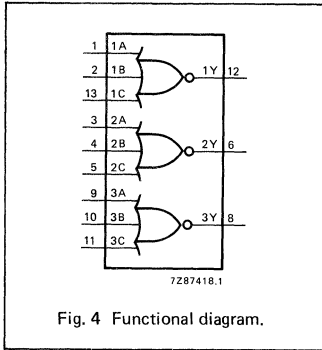 1 1A
2 1B 1Y 12
13 1C
3 2A
4 2B 2Y 6
5 2C
9 3A
10 3B 3Y 8
11 3C
7Z87418.1
Fig. 4 Functional diagram.